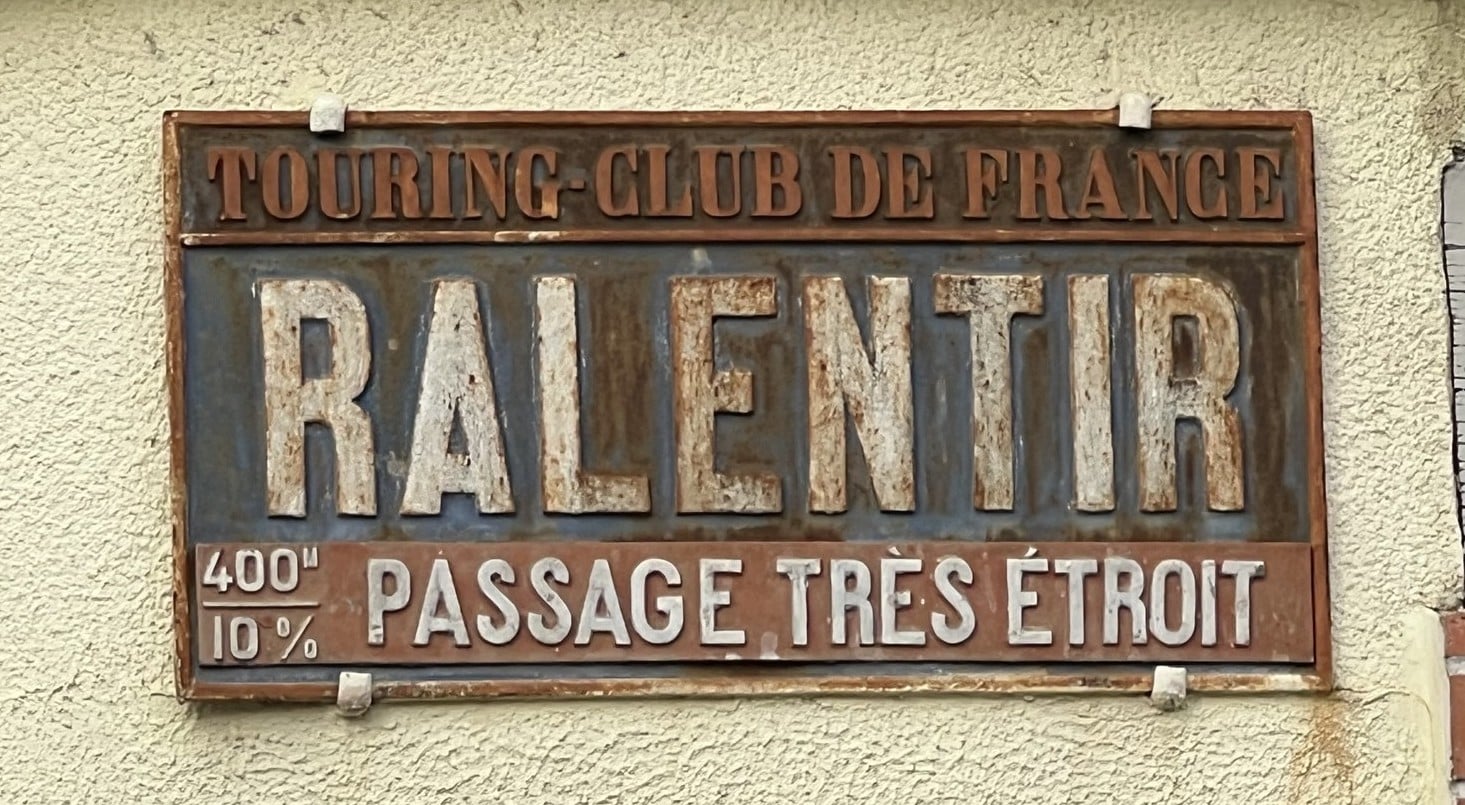 TOURING-CLUB DE FRANCE
RALENTIR
400ᴹ
10 %
PASSAGE TRÈS ÉTROIT